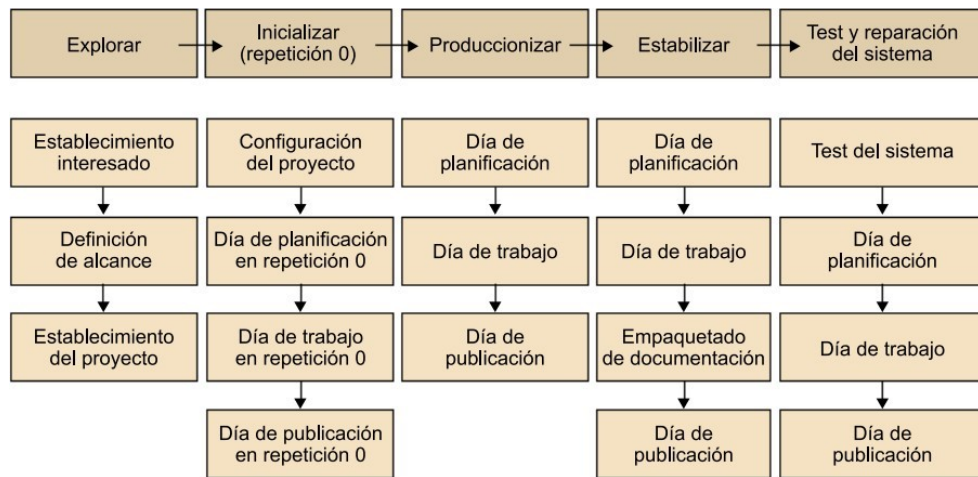 Explorar
Inicializar
(repetición 0)
Produccionizar
Estabilizar
Test y reparación
del sistema
Establecimiento
interesado
Configuración
del proyecto
Día de
planificación
Día de
planificación
Test del sistema
Definición
de alcance
Día de planificación
en repetición 0
Día de trabajo
Día de trabajo
Día de
planificación
Establecimiento
del proyecto
Día de trabajo
en repetición 0
Día de
publicación
Empaquetado
de documentación
Día de trabajo
Día de publicación
en repetición 0
Día de
publicación
Día de
publicación